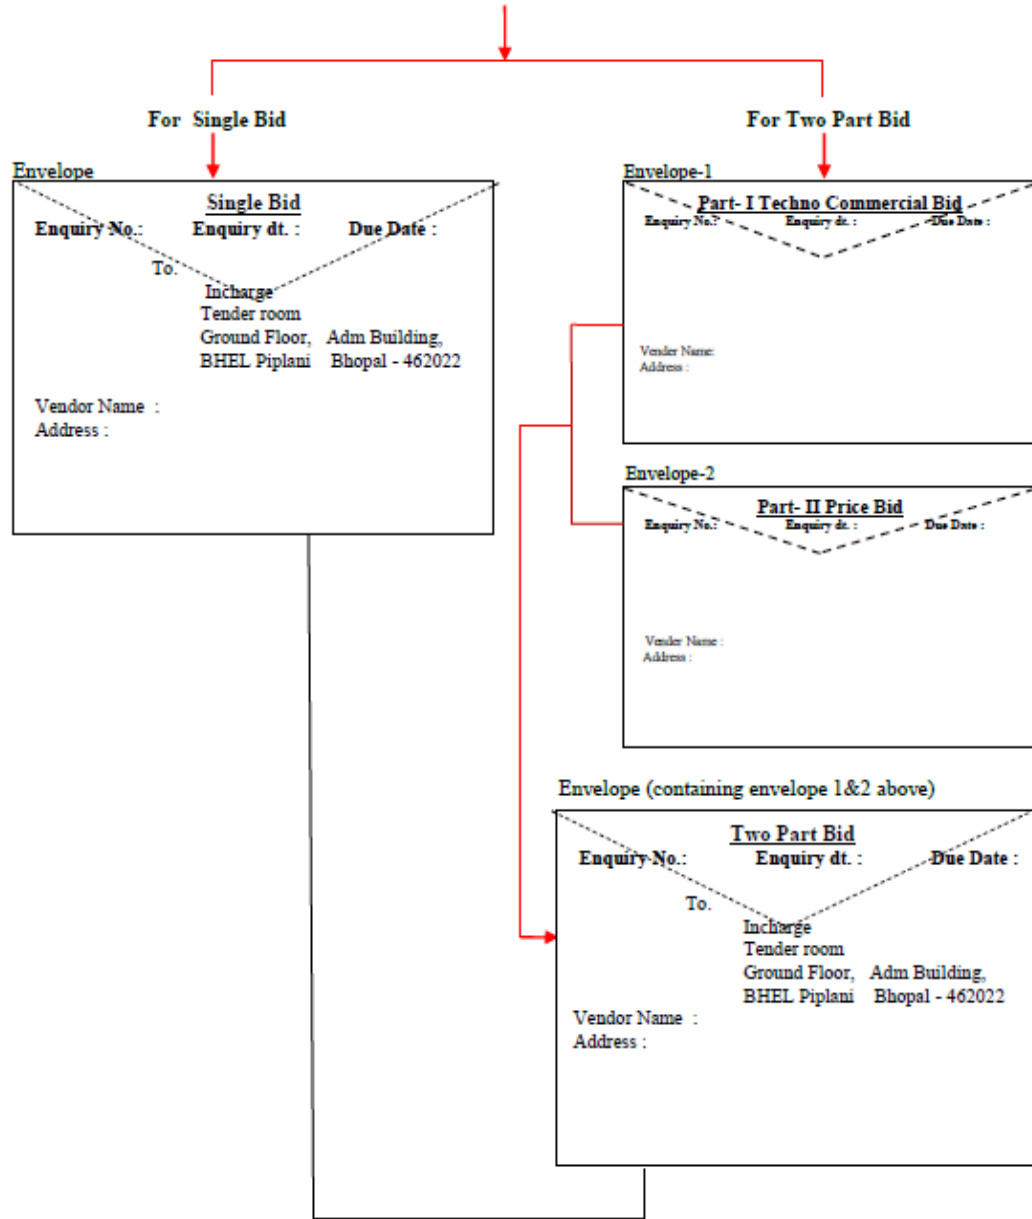 For Single Bid
Envelope
Single Bid
Enquiry No.: Enquiry dt. : Due Date :
To.
Incharge
Tender room
Ground Floor, Adm Building,
BHEL Piplani Bhopal - 462022
Vendor Name :
Address :
For Two Part Bid
Envelope-1
Part- I Techno Commercial Bid
Enquiry No.: Enquiry dt. : Due Date :
Vender Name:
Address :
Envelope-2
Part- II Price Bid
Enquiry No.: Enquiry dt. : Due Date :
Vender Name :
Address :
Envelope (containing envelope 1&2 above)
Two Part Bid
Enquiry No.: Enquiry dt. : Due Date :
To.
Incharge
Tender room
Ground Floor, Adm Building,
BHEL Piplani Bhopal - 462022
Vendor Name :
Address :